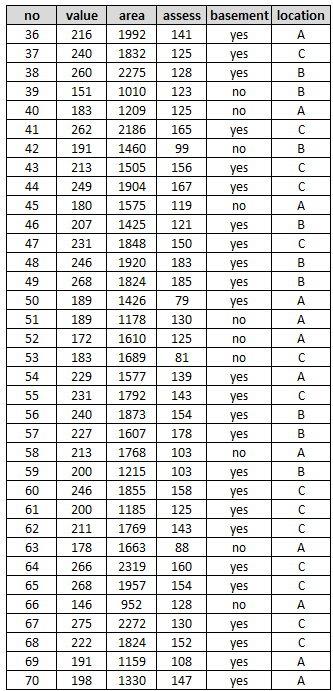 no value area assess basement location
36 216 1992 141 yes A
37 240 1832 125 yes C
38 260 2275 128 yes B
39 151 1010 123 no B
40 183 1209 125 no A
41 262 2186 165 yes C
42 191 1460 99 no B
43 213 1505 156 yes C
44 249 1904 167 yes C
45 180 1575 119 no A
46 207 1425 121 yes B
47 231 1848 150 yes C
48 246 1920 183 yes B
49 268 1824 185 yes B
50 189 1426 79 yes A
51 189 1178 130 no A
52 172 1610 125 no A
53 183 1689 81 no C
54 229 1577 139 yes A
55 231 1792 143 yes C
56 240 1873 154 yes B
57 227 1607 178 yes B
58 213 1768 103 no A
59 200 1215 103 yes B
60 246 1855 158 yes C
61 200 1185 125 yes C
62 211 1769 143 yes C
63 178 1663 88 no A
64 266 2319 160 yes C
65 268 1957 154 yes C
66 146 952 128 no A
67 275 2272 130 yes C
68 222 1824 152 yes C
69 191 1159 108 yes A
70 198 1330 147 yes A